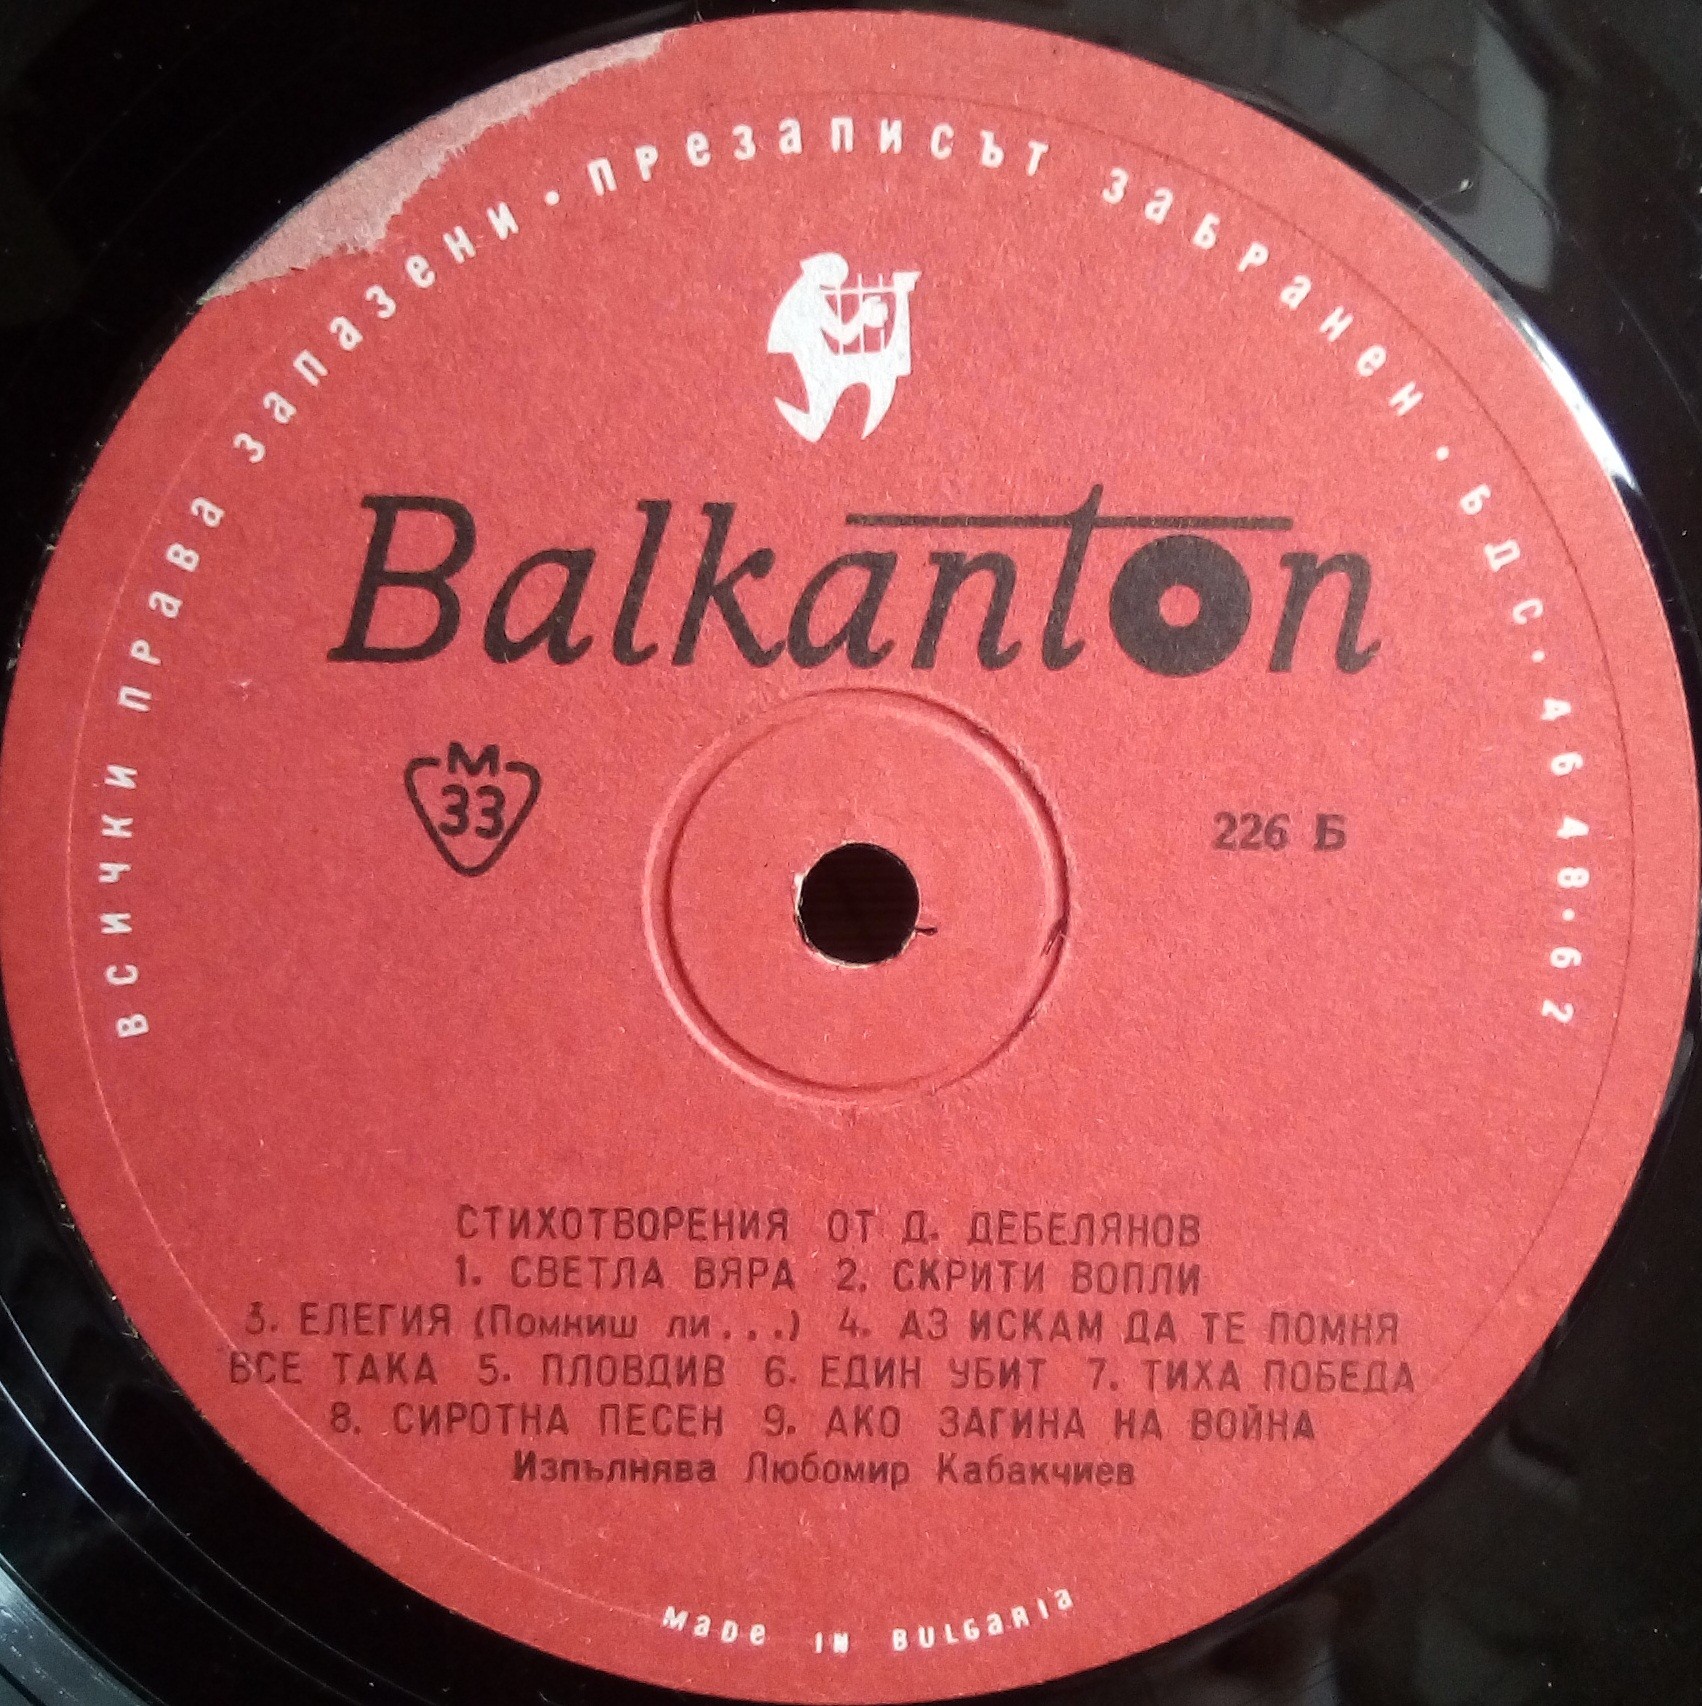 ВСИЧКИ ПРАВА ЗАПАЗЕНИ • ПРЕЗАПИСЪТ ЗАБРАНЕН • БДС • 4648 • 62
Balkanton
М
33
226 Б
СТИХОТВОРЕНИЯ ОТ Д. ДЕБЕЛЯНОВ
1. СВЕТЛА ВЯРА 2. СКРИТИ ВОПЛИ
3. ЕЛЕГИЯ (Помниш ли...) 4. АЗ ИСКАМ ДА ТЕ ПОМНЯ
ВСЕ ТАКА 5. ПЛОВДИВ 6. ЕДИН УБИТ 7. ТИХА ПОБЕДА
8. СИРОТНА ПЕСЕН 9. АКО ЗАГИНА НА ВОЙНА
Изпълнява Любомир Кабакчиев
MADE IN BULGARIA